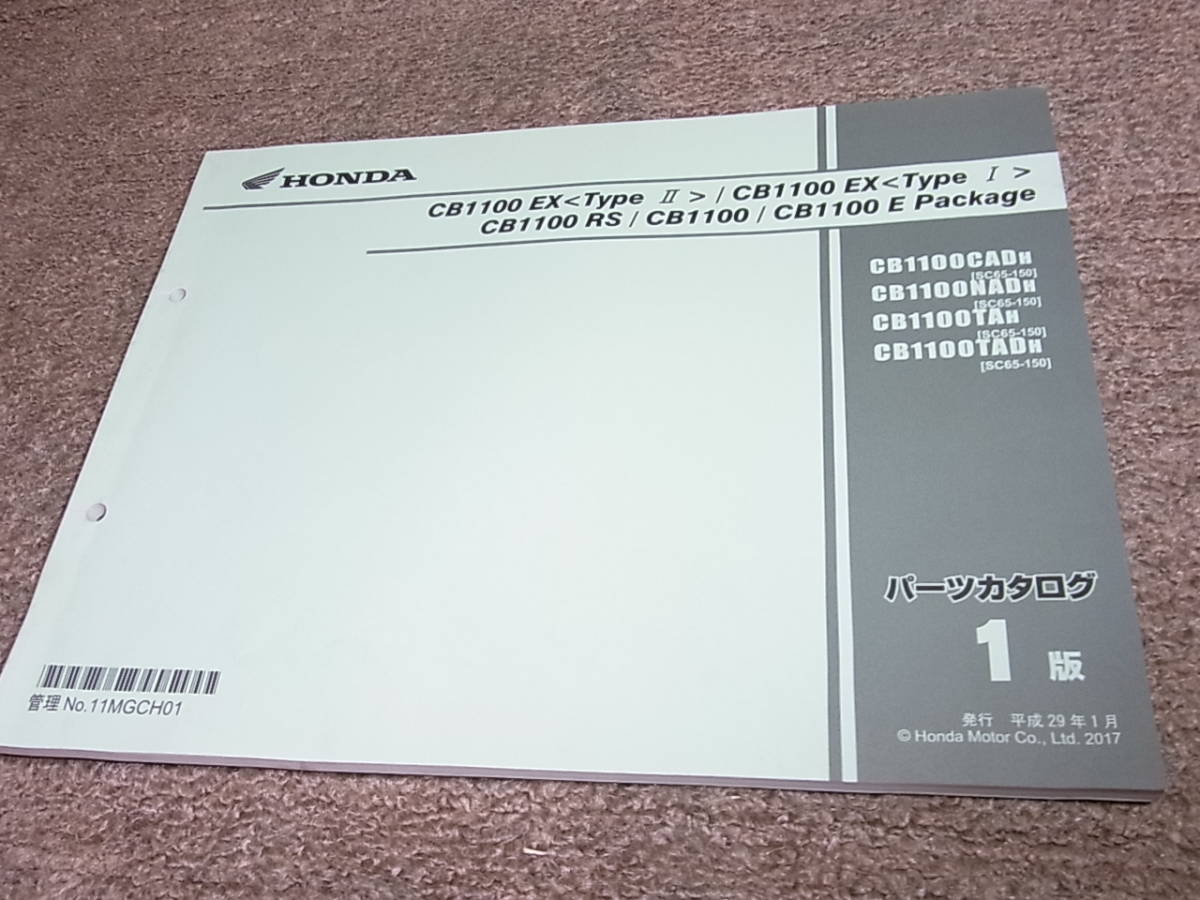 HONDA
CB1100 EX<Type Ⅱ> / CB1100 EX<Type Ⅰ>
CB1100 RS / CB1100 / CB1100 E Package
CB1100CADH
[SC65-150]
CB1100NADH
[SC65-150]
CB1100TAH
[SC65-150]
CB1100TADH
[SC65-150]
パーツカタログ
1 版
発行 平成 29 年 1 月
© Honda Motor Co., Ltd. 2017
管理 No.11MGCH01